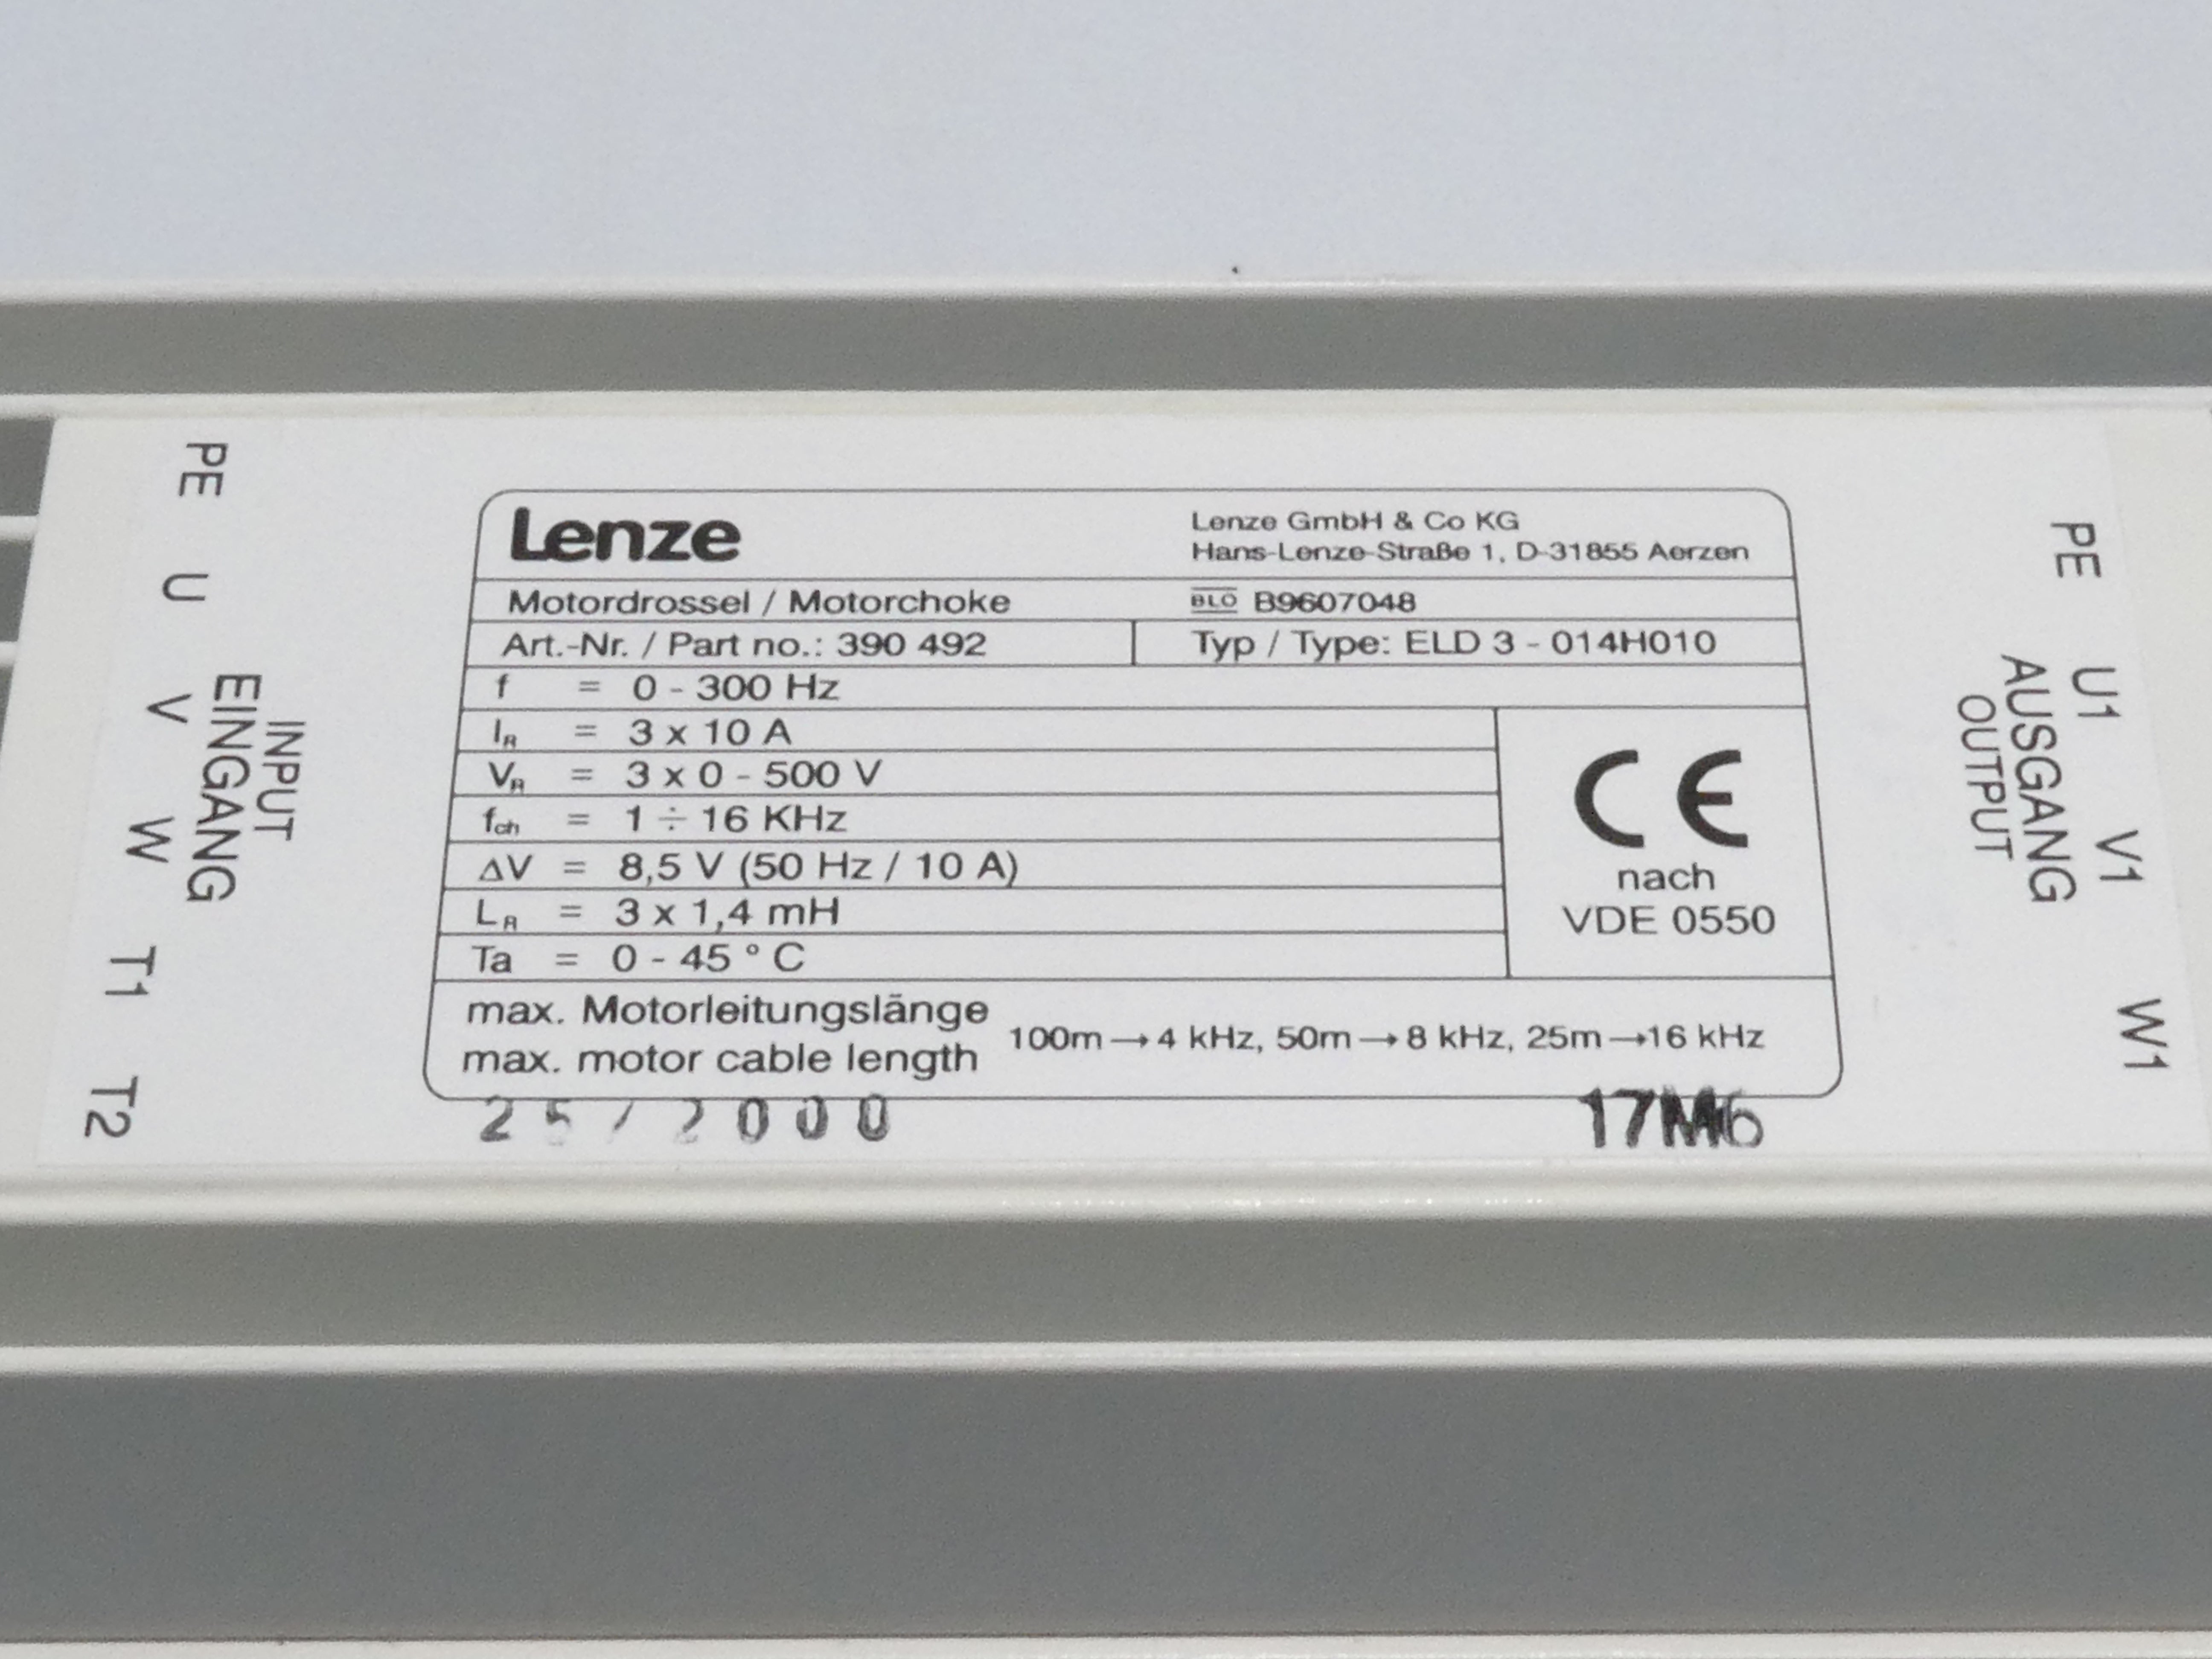 Lenze
Lenze GmbH & Co KG
Hans-Lenze-Straße 1, D-31855 Aerzen
Motordrossel / Motorchoke
BLO B9607048
Art.-Nr. / Part no.: 390 492
Typ / Type: ELD 3 - 014H010
f = 0 - 300 Hz
IR = 3 x 10 A
VR = 3 x 0 - 500 V
fch = 1 ÷ 16 KHz
ΔV = 8,5 V (50 Hz / 10 A)
LR = 3 x 1,4 mH
Ta = 0 - 45 ° C
CE
nach
VDE 0550
max. Motorleitungslänge
max. motor cable length
100m→4 kHz, 50m→8 kHz, 25m→16 kHz
25/2000
17M6
PE U V W T1 T2
EINGANG
INPUT
PE U1 V1 W1
AUSGANG
OUTPUT